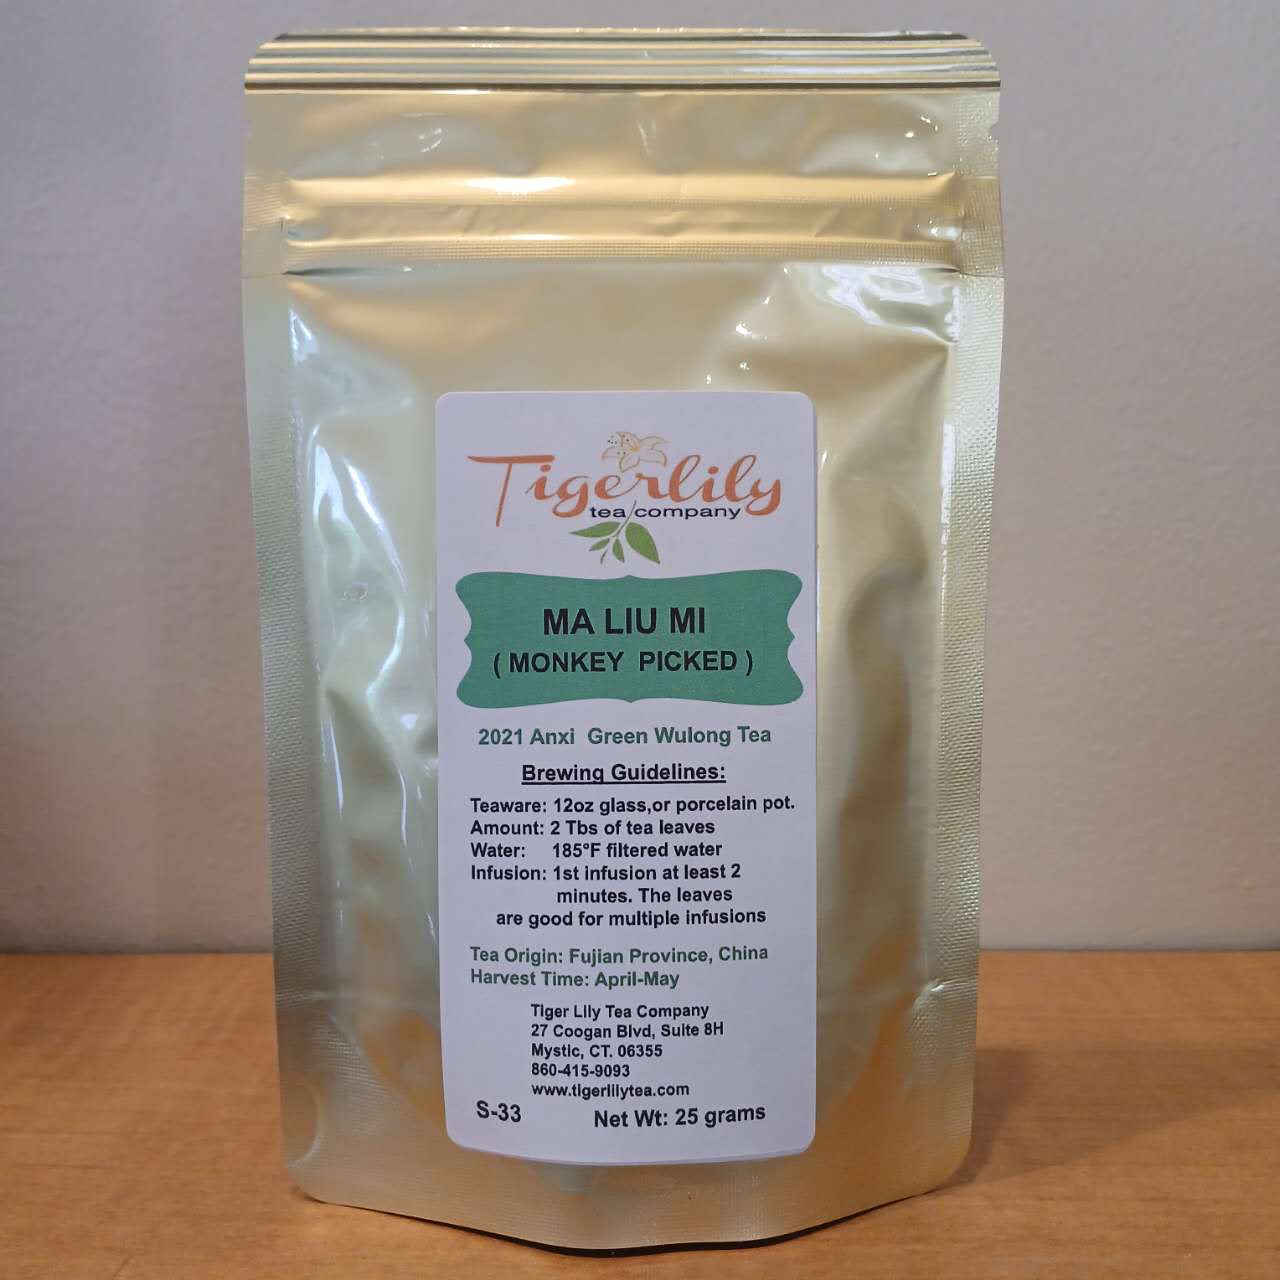 Tigerlily
tea company
MA LIU MI
( MONKEY PICKED )
2021 Anxi Green Wulong Tea
Brewing Guidelines:
Teaware: 12oz glass,or porcelain pot.
Amount: 2 Tbs of tea leaves
Water: 185°F filtered water
Infusion: 1st infusion at least 2
minutes. The leaves
are good for multiple infusions
Tea Origin: Fujian Province, China
Harvest Time: April-May
Tiger Lily Tea Company
27 Coogan Blvd, Suite 8H
Mystic, CT. 06355
860-415-9093
www.tigerlilytea.com
S-33 Net Wt: 25 grams